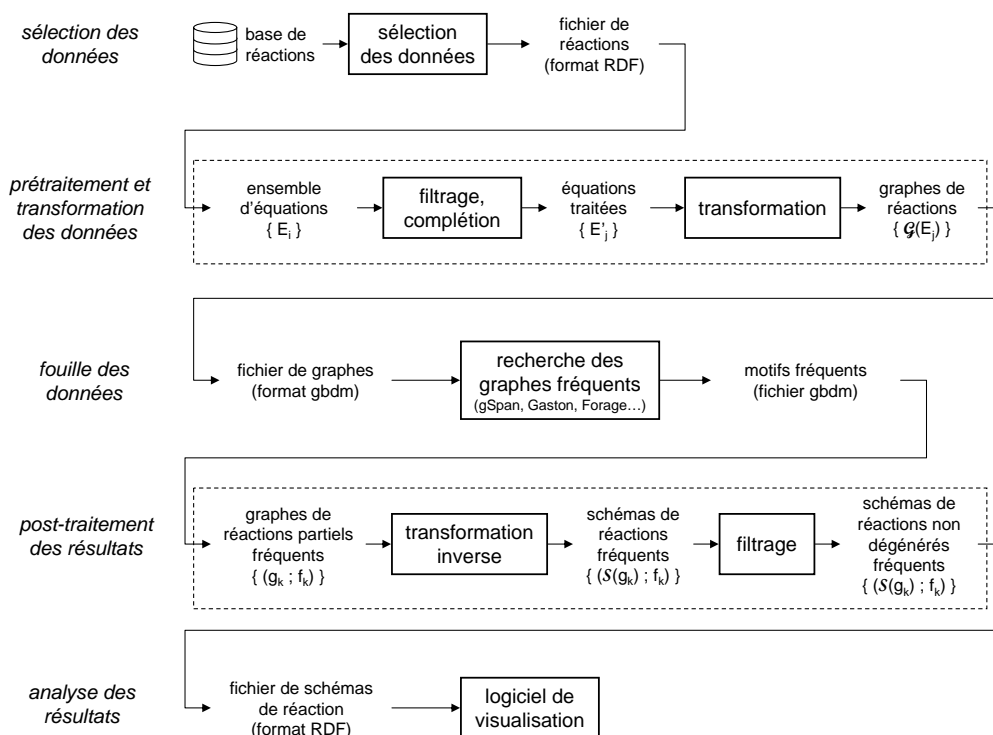 sélection des
données
base de
réactions
sélection
des données
fichier de
réactions
(format RDF)
prétraitement et
transformation
des données
ensemble
d'équations
{ Ei }
filtrage,
complétion
équations
traitées
{ E'j }
transformation
graphes de
réactions
{ 𝒢(Ej) }
fouille des
données
fichier de graphes
(format gbdm)
recherche des
graphes fréquents
(gSpan, Gaston, Forage…)
motifs fréquents
(fichier gbdm)
post-traitement
des résultats
graphes de
réactions partiels
fréquents
{ (gk ; fk) }
transformation
inverse
schémas de
réactions
fréquents
{ (𝒮(gk) ; fk) }
filtrage
schémas de
réactions non
dégénérés
fréquents
{ (𝒮(gk) ; fk) }
analyse des
résultats
fichier de schémas
de réaction
(format RDF)
logiciel de
visualisation